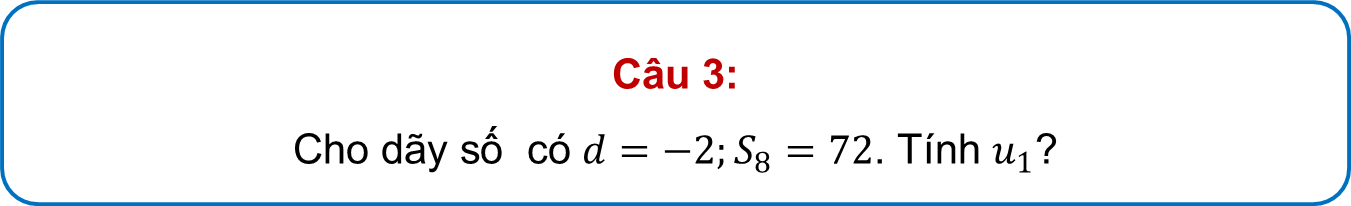 Câu 3:
Cho dãy số có d = −2; S₈ = 72. Tính u₁?